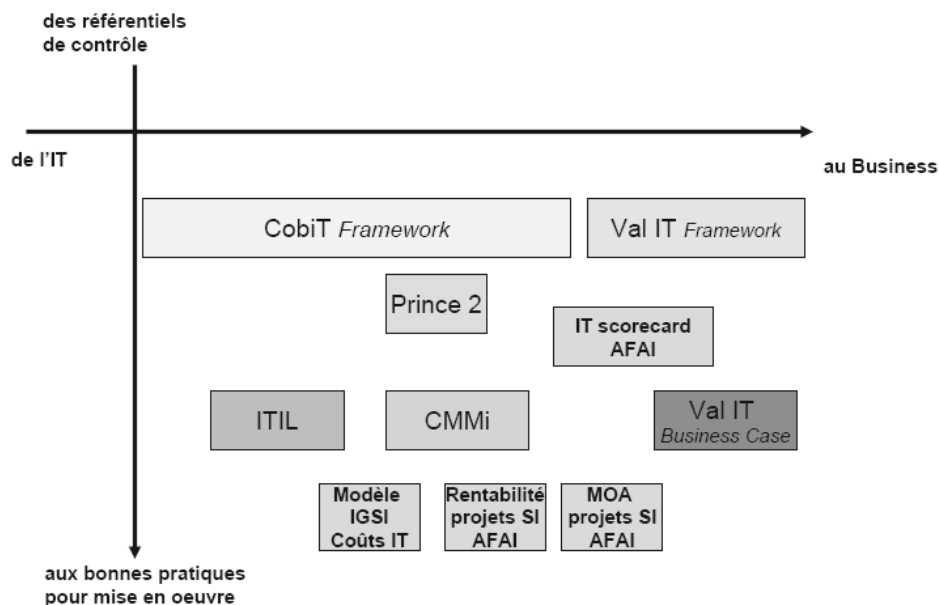 des référentiels
de contrôle
de l'IT
au Business
CobiT Framework
Val IT Framework
Prince 2
IT scorecard
AFAI
ITIL
CMMi
Val IT
Business Case
Modèle
IGSI
Coûts IT
Rentabilité
projets SI
AFAI
MOA
projets SI
AFAI
aux bonnes pratiques
pour mise en oeuvre